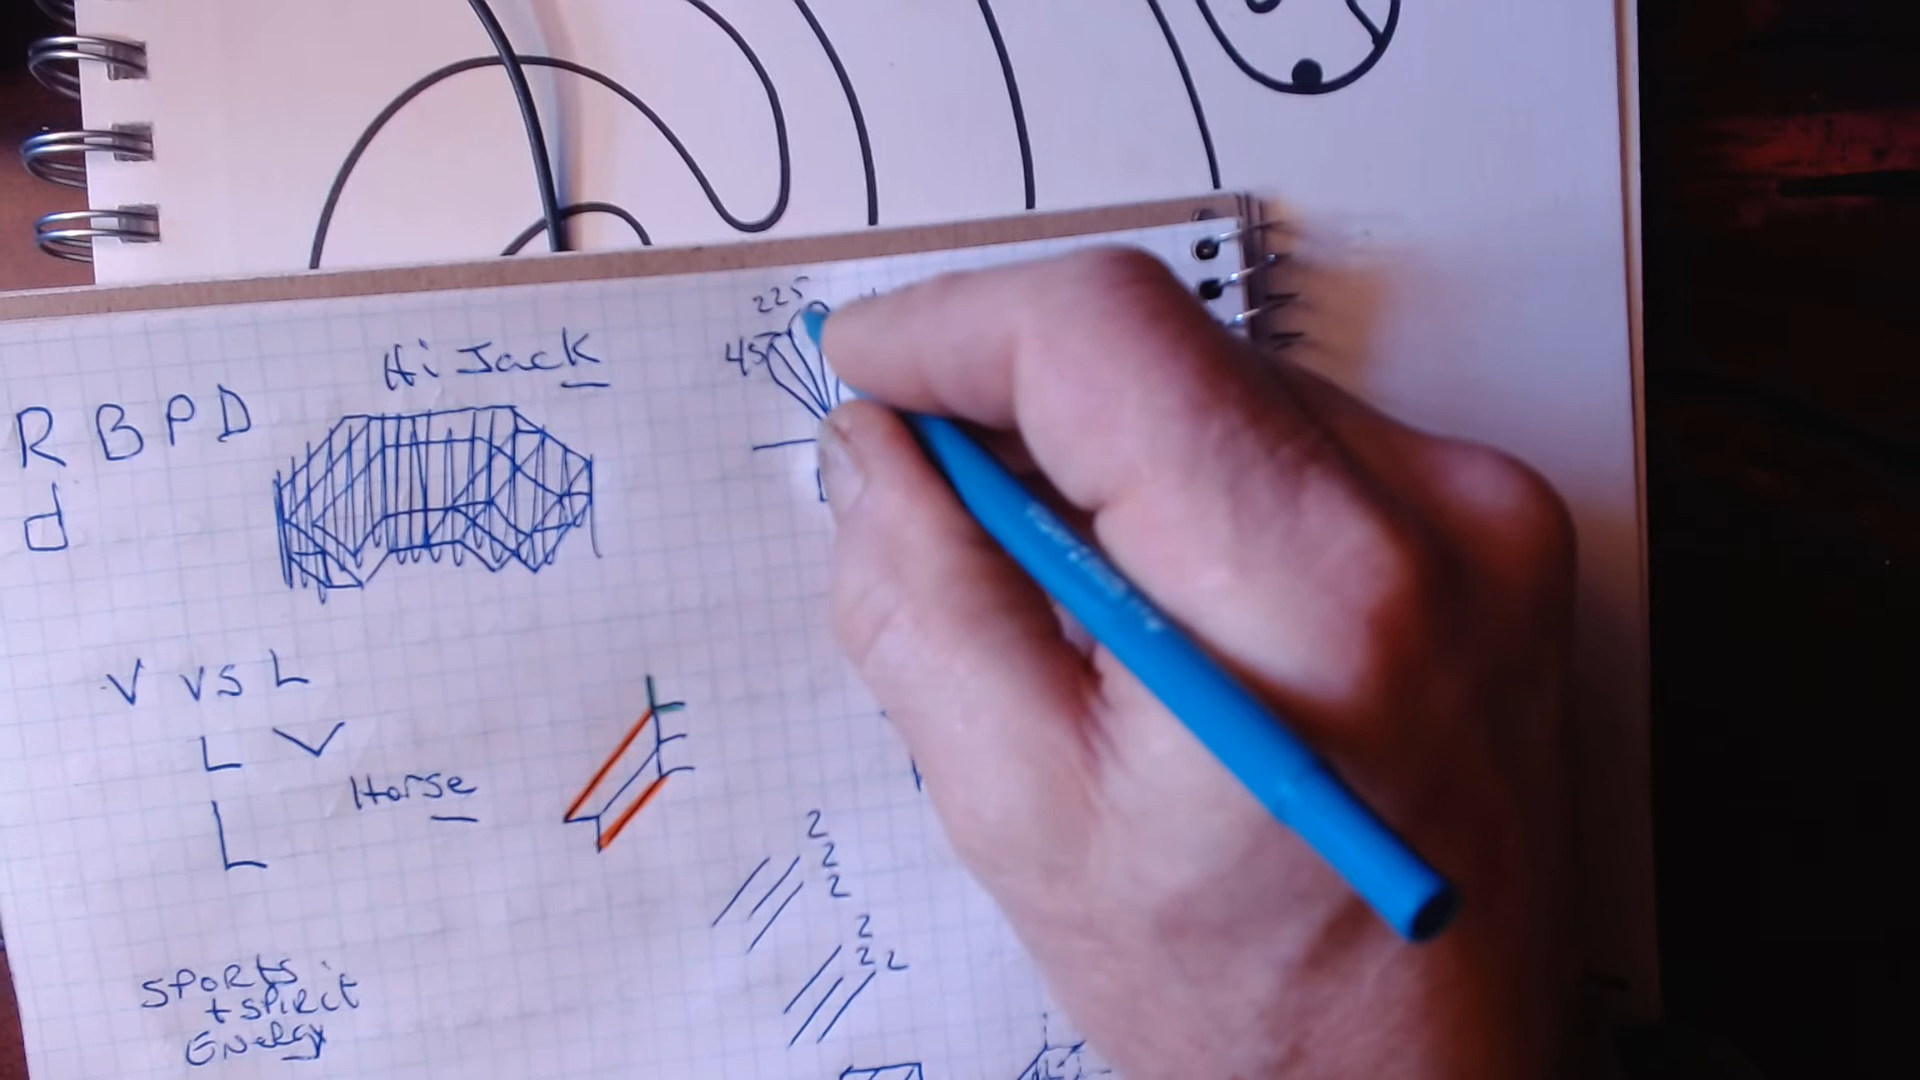 225
45
Hi Jack
R B P D
d
V VS L
L V
Horse
L
2
2
2
2
2 2
SPORts
+ SPiRit
ENeRgy